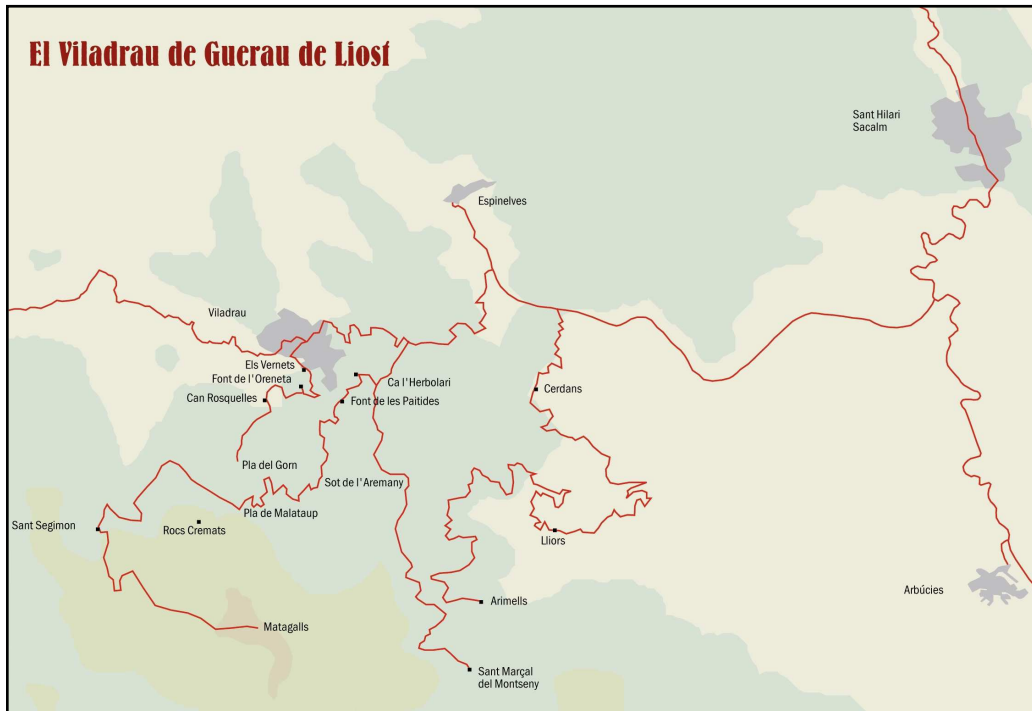 El Viladrau de Guerau de Liost
Sant Hilari
Sacalm
Espinelves
Viladrau
Els Vernets
Font de l'Oreneta
Ca l'Herbolari
Can Rosquelles
Font de les Paitides
Cerdans
Pla del Gorn
Sot de l'Aremany
Pla de Malataup
Sant Segimon
Rocs Cremats
Lliors
Arbúcies
Arimells
Matagalls
Sant Marçal
del Montseny